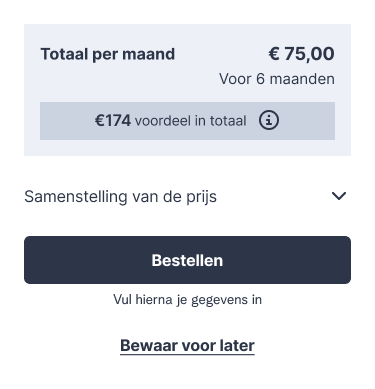 Totaal per maand € 75,00
Voor 6 maanden
€174 voordeel in totaal
Samenstelling van de prijs
Bestellen
Vul hierna je gegevens in
Bewaar voor later